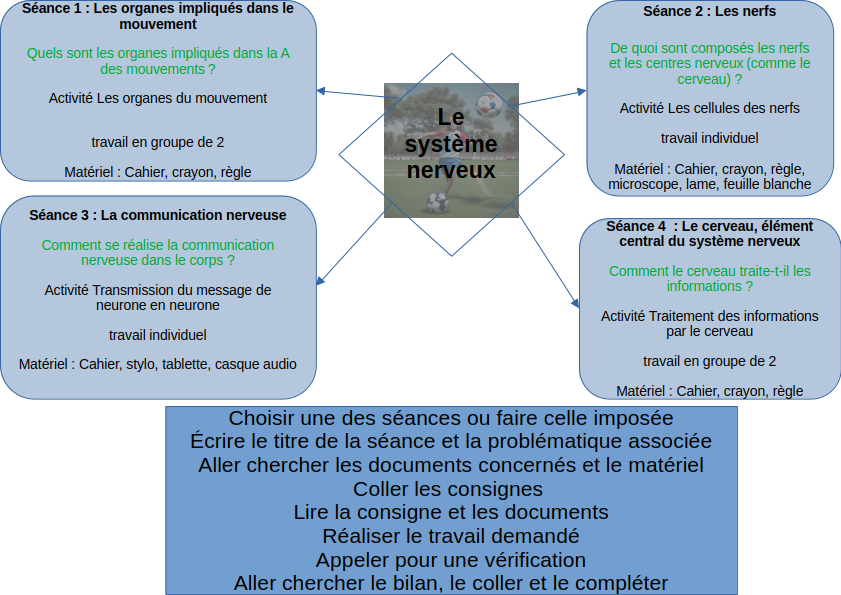 Séance 1 : Les organes impliqués dans le
mouvement
Quels sont les organes impliqués dans la A
des mouvements ?
Activité Les organes du mouvement
travail en groupe de 2
Matériel : Cahier, crayon, règle
Séance 2 : Les nerfs
De quoi sont composés les nerfs
et les centres nerveux (comme le
cerveau) ?
Activité Les cellules des nerfs
travail individuel
Matériel : Cahier, crayon, règle,
microscope, lame, feuille blanche
Le
système
nerveux
Séance 3 : La communication nerveuse
Comment se réalise la communication
nerveuse dans le corps ?
Activité Transmission du message de
neurone en neurone
travail individuel
Matériel : Cahier, stylo, tablette, casque audio
Séance 4 : Le cerveau, élément
central du système nerveux
Comment le cerveau traite-t-il les
informations ?
Activité Traitement des informations
par le cerveau
travail en groupe de 2
Matériel : Cahier, crayon, règle
Choisir une des séances ou faire celle imposée
Écrire le titre de la séance et la problématique associée
Aller chercher les documents concernés et le matériel
Coller les consignes
Lire la consigne et les documents
Réaliser le travail demandé
Appeler pour une vérification
Aller chercher le bilan, le coller et le compléter